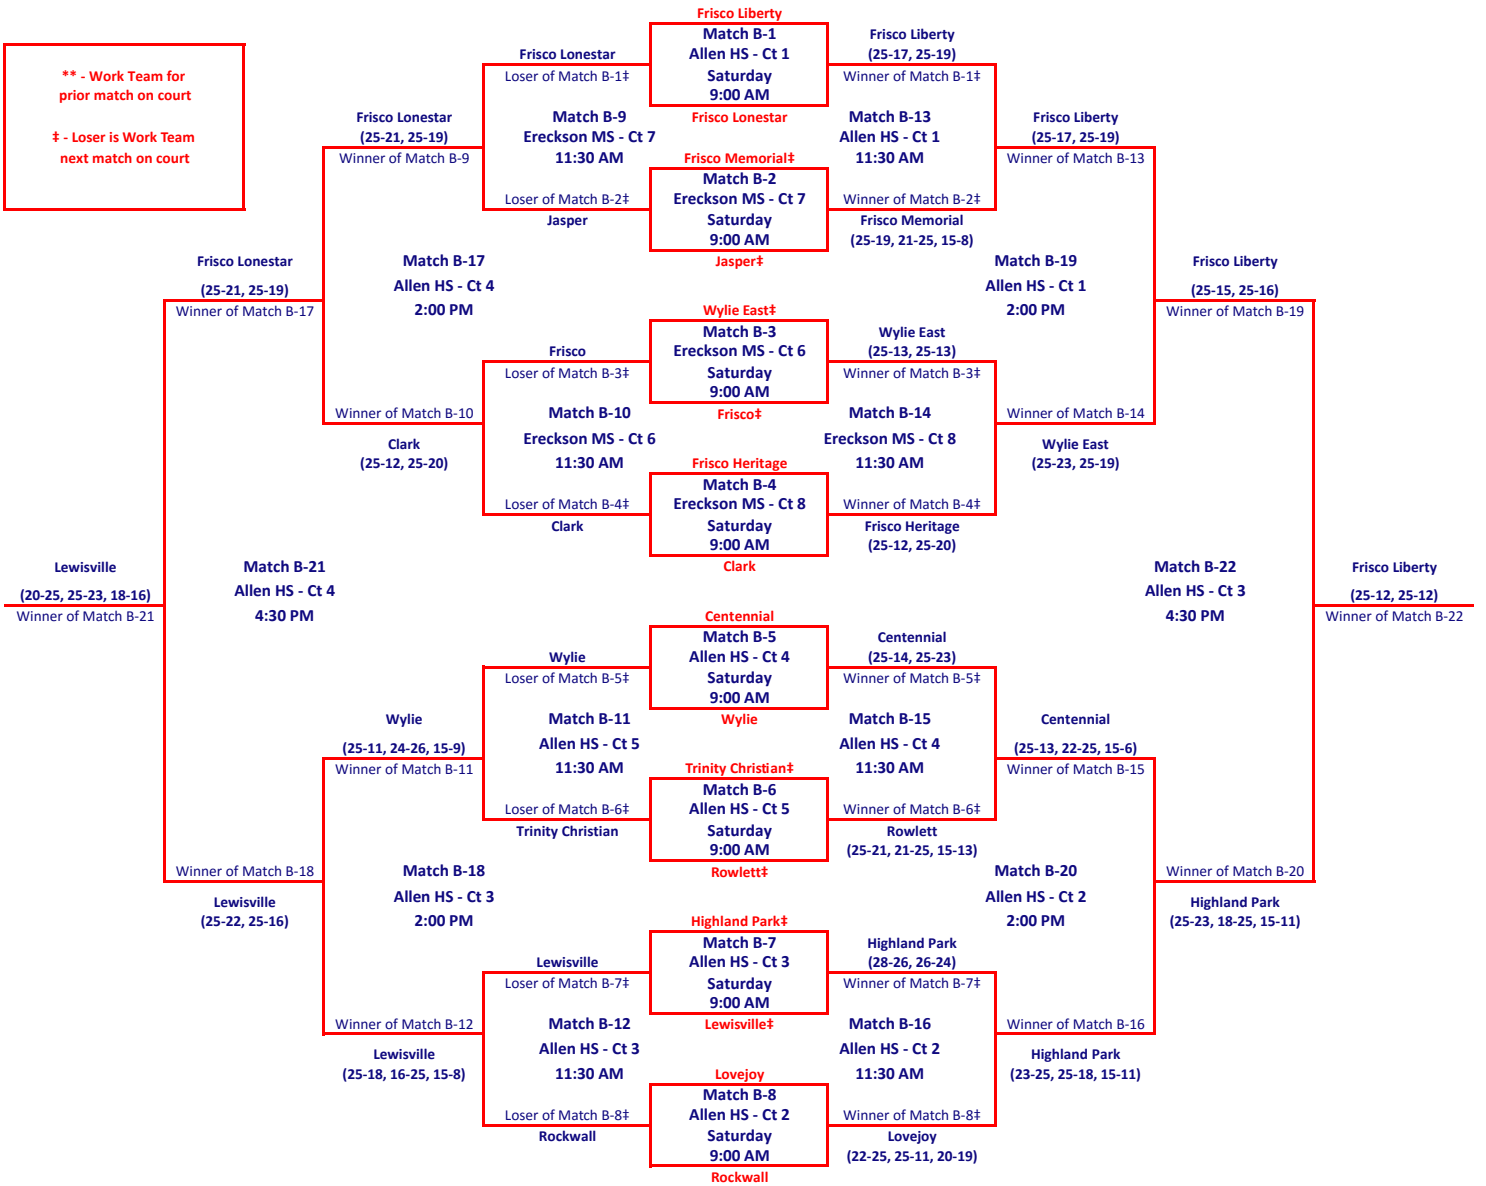 Frisco Liberty
Match B-1
Allen HS - Ct 1
Saturday
9:00 AM
Frisco Lonestar
Frisco Lonestar
Loser of Match B-1‡
Frisco Liberty
(25-17, 25-19)
Winner of Match B-1‡
** - Work Team for
prior match on court
‡ - Loser is Work Team
next match on court
Frisco Lonestar
(25-21, 25-19)
Winner of Match B-9
Match B-9
Ereckson MS - Ct 7
11:30 AM
Match B-13
Allen HS - Ct 1
11:30 AM
Frisco Liberty
(25-17, 25-19)
Winner of Match B-13
Frisco Memorial‡
Match B-2
Ereckson MS - Ct 7
Saturday
9:00 AM
Jasper‡
Loser of Match B-2‡
Jasper
Winner of Match B-2‡
Frisco Memorial
(25-19, 21-25, 15-8)
Frisco Lonestar
(25-21, 25-19)
Winner of Match B-17
Match B-17
Allen HS - Ct 4
2:00 PM
Match B-19
Allen HS - Ct 1
2:00 PM
Frisco Liberty
(25-15, 25-16)
Winner of Match B-19
Wylie East‡
Match B-3
Ereckson MS - Ct 6
Saturday
9:00 AM
Frisco‡
Frisco
Loser of Match B-3‡
Wylie East
(25-13, 25-13)
Winner of Match B-3‡
Winner of Match B-10
Clark
(25-12, 25-20)
Match B-10
Ereckson MS - Ct 6
11:30 AM
Match B-14
Ereckson MS - Ct 8
11:30 AM
Winner of Match B-14
Wylie East
(25-23, 25-19)
Frisco Heritage
Match B-4
Ereckson MS - Ct 8
Saturday
9:00 AM
Clark
Loser of Match B-4‡
Clark
Winner of Match B-4‡
Frisco Heritage
(25-12, 25-20)
Lewisville
(20-25, 25-23, 18-16)
Winner of Match B-21
Match B-21
Allen HS - Ct 4
4:30 PM
Match B-22
Allen HS - Ct 3
4:30 PM
Frisco Liberty
(25-12, 25-12)
Winner of Match B-22
Centennial
Match B-5
Allen HS - Ct 4
Saturday
9:00 AM
Wylie
Wylie
Loser of Match B-5‡
Centennial
(25-14, 25-23)
Winner of Match B-5‡
Wylie
(25-11, 24-26, 15-9)
Winner of Match B-11
Match B-11
Allen HS - Ct 5
11:30 AM
Match B-15
Allen HS - Ct 4
11:30 AM
Centennial
(25-13, 22-25, 15-6)
Winner of Match B-15
Trinity Christian‡
Match B-6
Allen HS - Ct 5
Saturday
9:00 AM
Rowlett‡
Loser of Match B-6‡
Trinity Christian
Winner of Match B-6‡
Rowlett
(25-21, 21-25, 15-13)
Winner of Match B-18
Lewisville
(25-22, 25-16)
Match B-18
Allen HS - Ct 3
2:00 PM
Match B-20
Allen HS - Ct 2
2:00 PM
Winner of Match B-20
Highland Park
(25-23, 18-25, 15-11)
Highland Park‡
Match B-7
Allen HS - Ct 3
Saturday
9:00 AM
Lewisville‡
Lewisville
Loser of Match B-7‡
Highland Park
(28-26, 26-24)
Winner of Match B-7‡
Winner of Match B-12
Lewisville
(25-18, 16-25, 15-8)
Match B-12
Allen HS - Ct 3
11:30 AM
Match B-16
Allen HS - Ct 2
11:30 AM
Winner of Match B-16
Highland Park
(23-25, 25-18, 15-11)
Lovejoy
Match B-8
Allen HS - Ct 2
Saturday
9:00 AM
Rockwall
Loser of Match B-8‡
Rockwall
Winner of Match B-8‡
Lovejoy
(22-25, 25-11, 20-19)